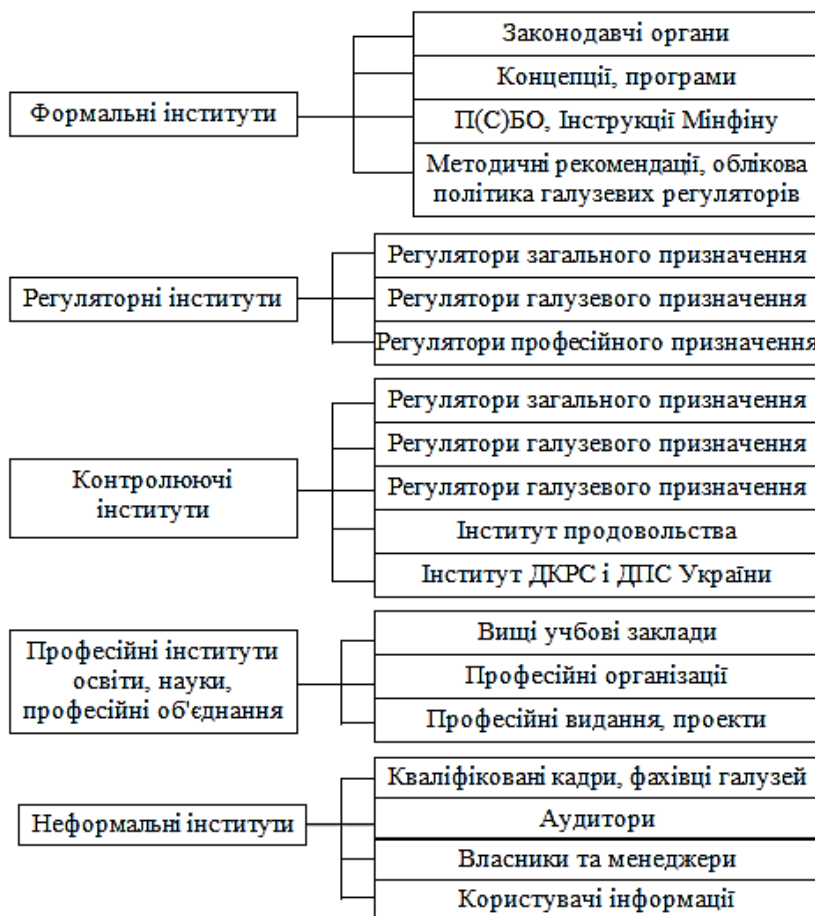 Формальні інститути
Законодавчі органи
Концепції, програми
П(С)БО, Інструкції Мінфіну
Методичні рекомендації, облікова
політика галузевих регуляторів
Регуляторні інститути
Регулятори загального призначення
Регулятори галузевого призначення
Регулятори професійного призначення
Контролюючі
інститути
Регулятори загального призначення
Регулятори галузевого призначення
Регулятори галузевого призначення
Інститут продовольства
Інститут ДКРС і ДПС України
Професійні інститути
освіти, науки,
професійні об'єднання
Вищі учбові заклади
Професійні організації
Професійні видання, проекти
Неформальні інститути
Кваліфіковані кадри, фахівці галузей
Аудитори
Власники та менеджери
Користувачі інформації